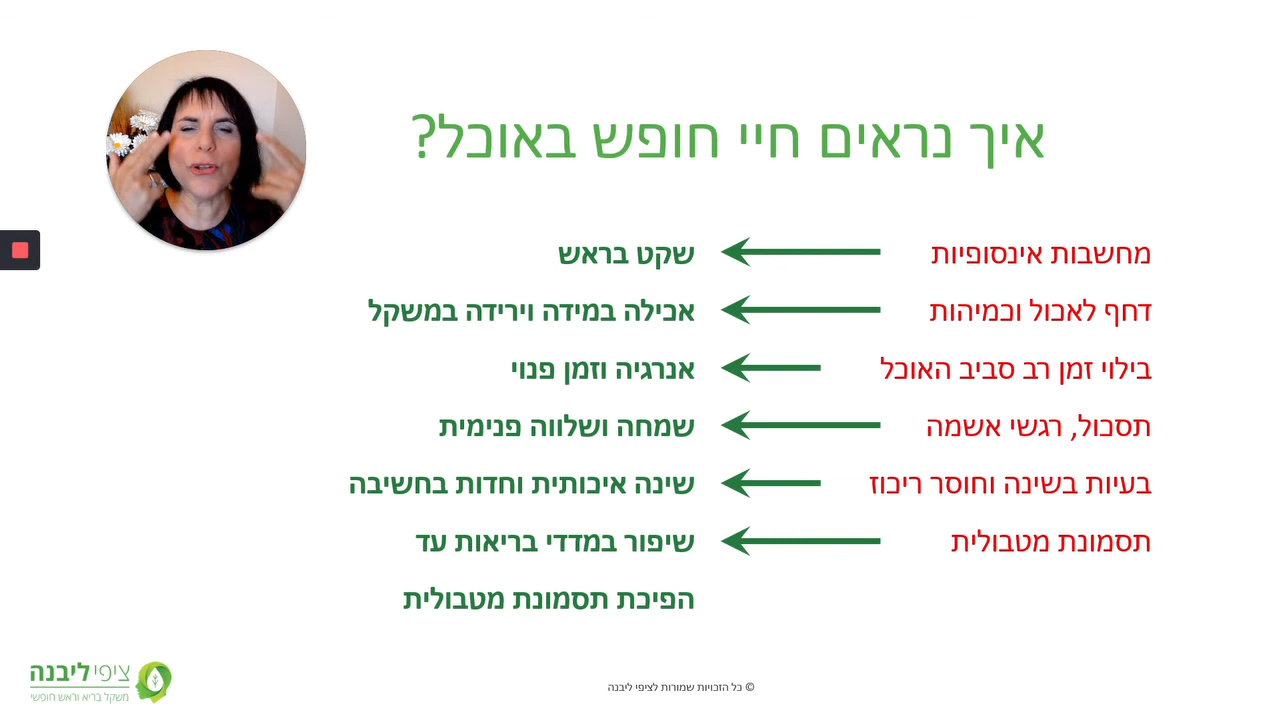 איך נראים חיי חופש באוכל?
מחשבות אינסופיות
שקט בראש
דחף לאכול וכמיהות
אכילה במידה וירידה במשקל
בילוי זמן רב סביב האוכל
אנרגיה וזמן פנוי
תסכול, רגשי אשמה
שמחה ושלווה פנימית
בעיות בשינה וחוסר ריכוז
שינה איכותית וחדות בחשיבה
תסמונת מטבולית
שיפור במדדי בריאות עד
הפיכת תסמונת מטבולית
© כל הזכויות שמורות לציפי ליבנה
ציפי ליבנה
משקל בריא וראש חופשי